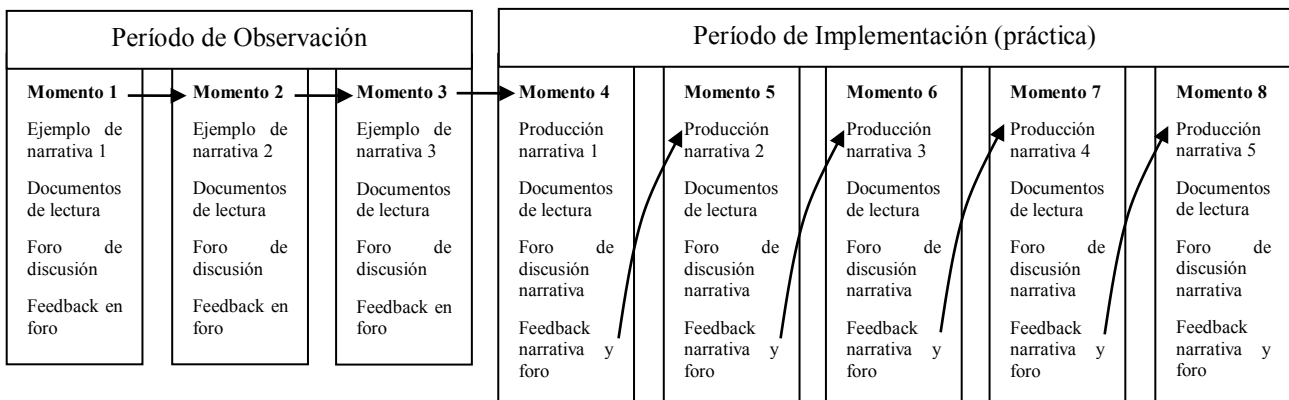 Período de Observación
Período de Implementación (práctica)
Momento 1
Ejemplo de
narrativa 1
Documentos
de lectura
Foro de
discusión
Feedback en
foro
Momento 2
Ejemplo de
narrativa 2
Documentos
de lectura
Foro de
discusión
Feedback en
foro
Momento 3
Ejemplo de
narrativa 3
Documentos
de lectura
Foro de
discusión
Feedback en
foro
Momento 4
Producción
narrativa 1
Documentos
de lectura
Foro de
discusión
narrativa
Feedback
narrativa y
foro
Momento 5
Producción
narrativa 2
Documentos
de lectura
Foro de
discusión
narrativa
Feedback
narrativa y
foro
Momento 6
Producción
narrativa 3
Documentos
de lectura
Foro de
discusión
narrativa
Feedback
narrativa y
foro
Momento 7
Producción
narrativa 4
Documentos
de lectura
Foro de
discusión
narrativa
Feedback
narrativa y
foro
Momento 8
Producción
narrativa 5
Documentos
de lectura
Foro de
discusión
narrativa
Feedback
narrativa y
foro